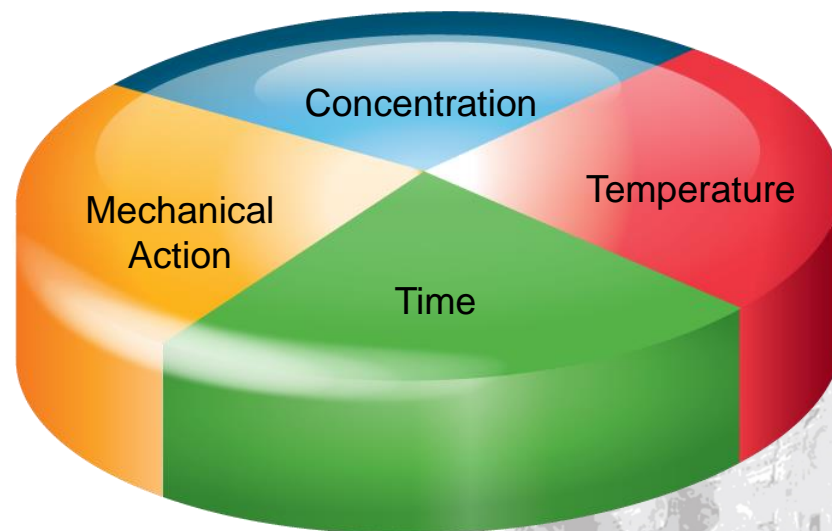 Concentration
Temperature
Mechanical
Action
Time